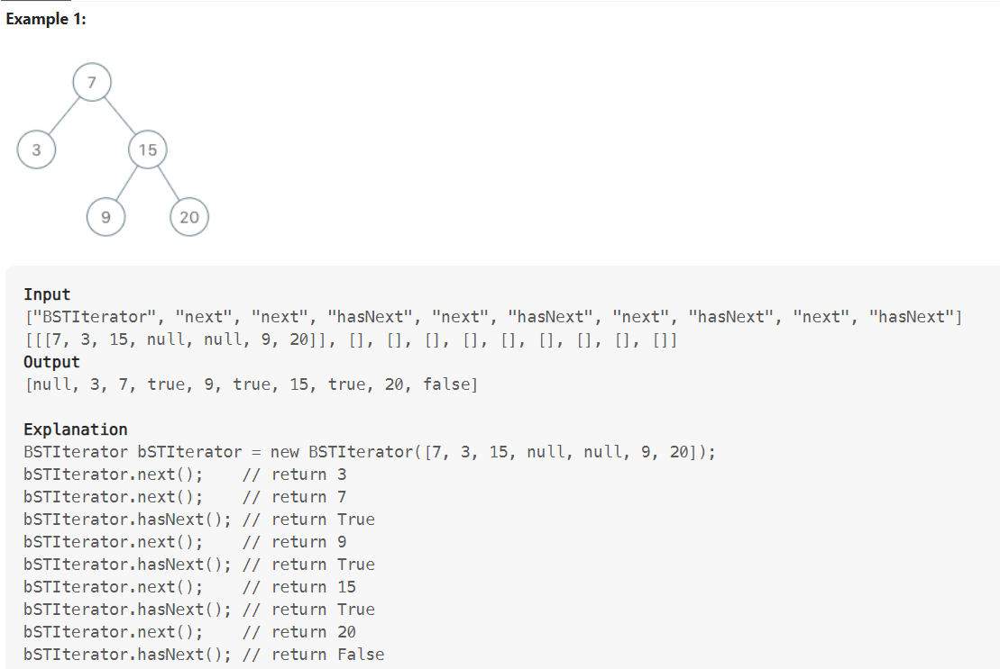 Example 1:
7
3
15
9
20
Input
["BSTIterator", "next", "next", "hasNext", "next", "hasNext", "next", "hasNext", "next", "hasNext"]
[[[7, 3, 15, null, null, 9, 20]], [], [], [], [], [], [], [], [], []]
Output
[null, 3, 7, true, 9, true, 15, true, 20, false]
Explanation
BSTIterator bSTIterator = new BSTIterator([7, 3, 15, null, null, 9, 20]);
bSTIterator.next();    // return 3
bSTIterator.next();    // return 7
bSTIterator.hasNext(); // return True
bSTIterator.next();    // return 9
bSTIterator.hasNext(); // return True
bSTIterator.next();    // return 15
bSTIterator.hasNext(); // return True
bSTIterator.next();    // return 20
bSTIterator.hasNext(); // return False